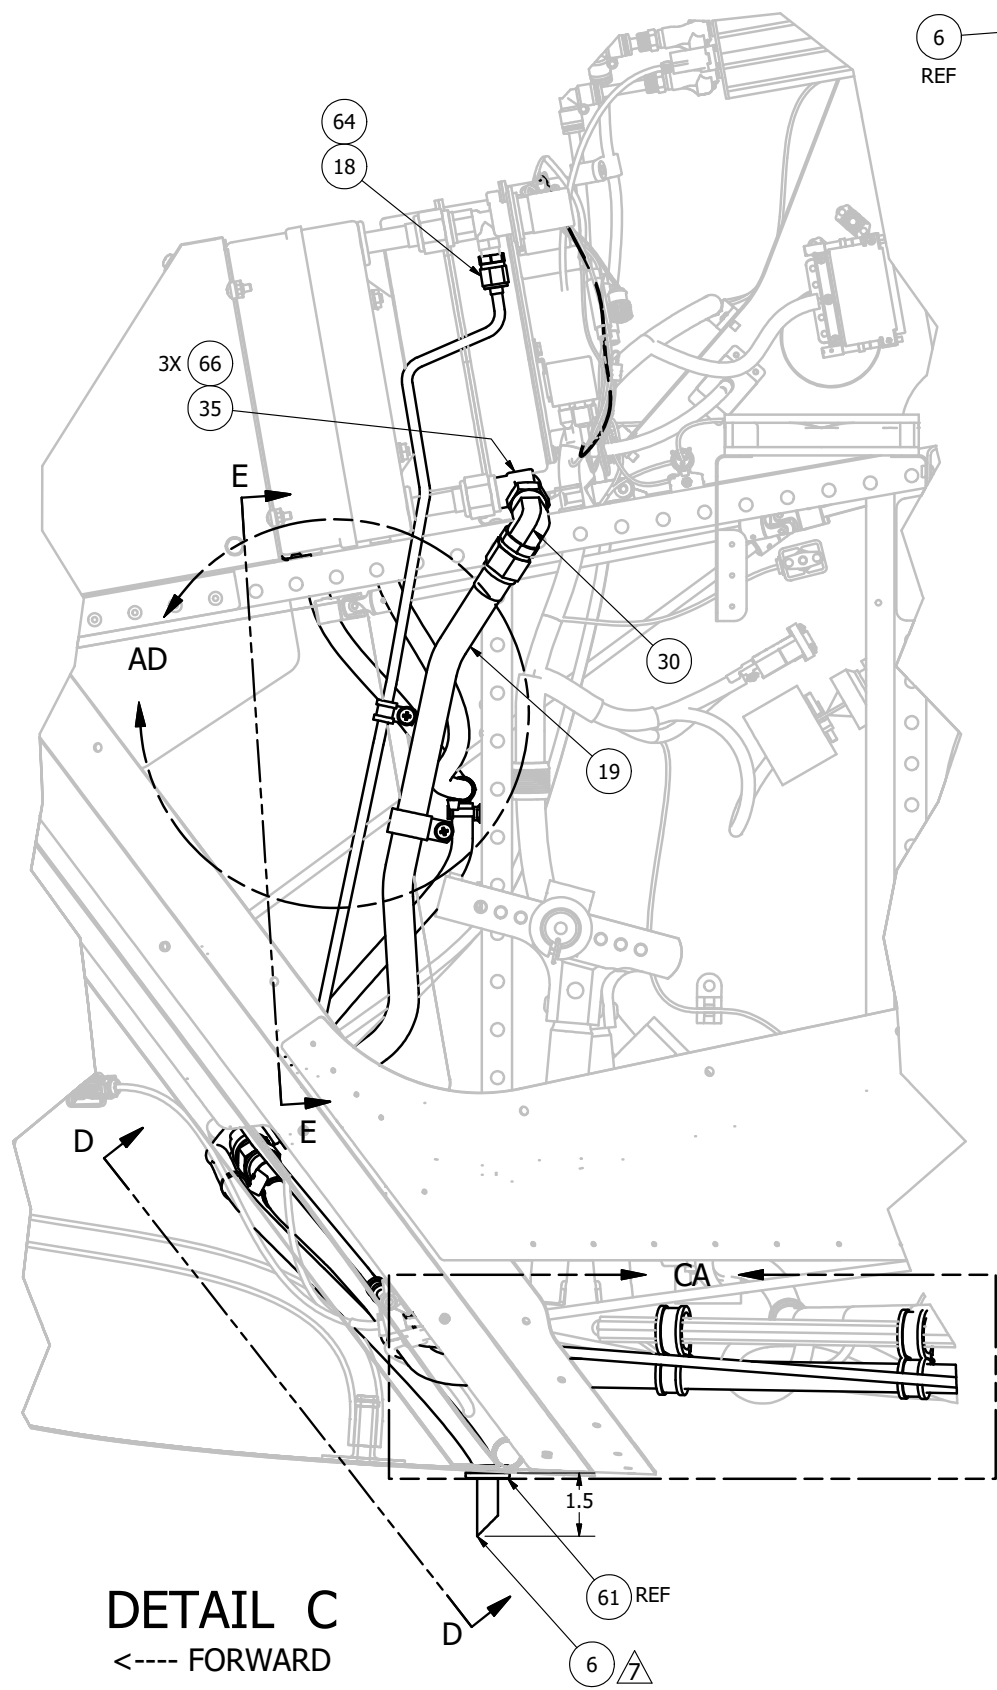 6
REF
64
18
3X 66
35
E
AD
30
19
E
D
CA
1.5
61 REF
D
6 7
DETAIL C
<---- FORWARD